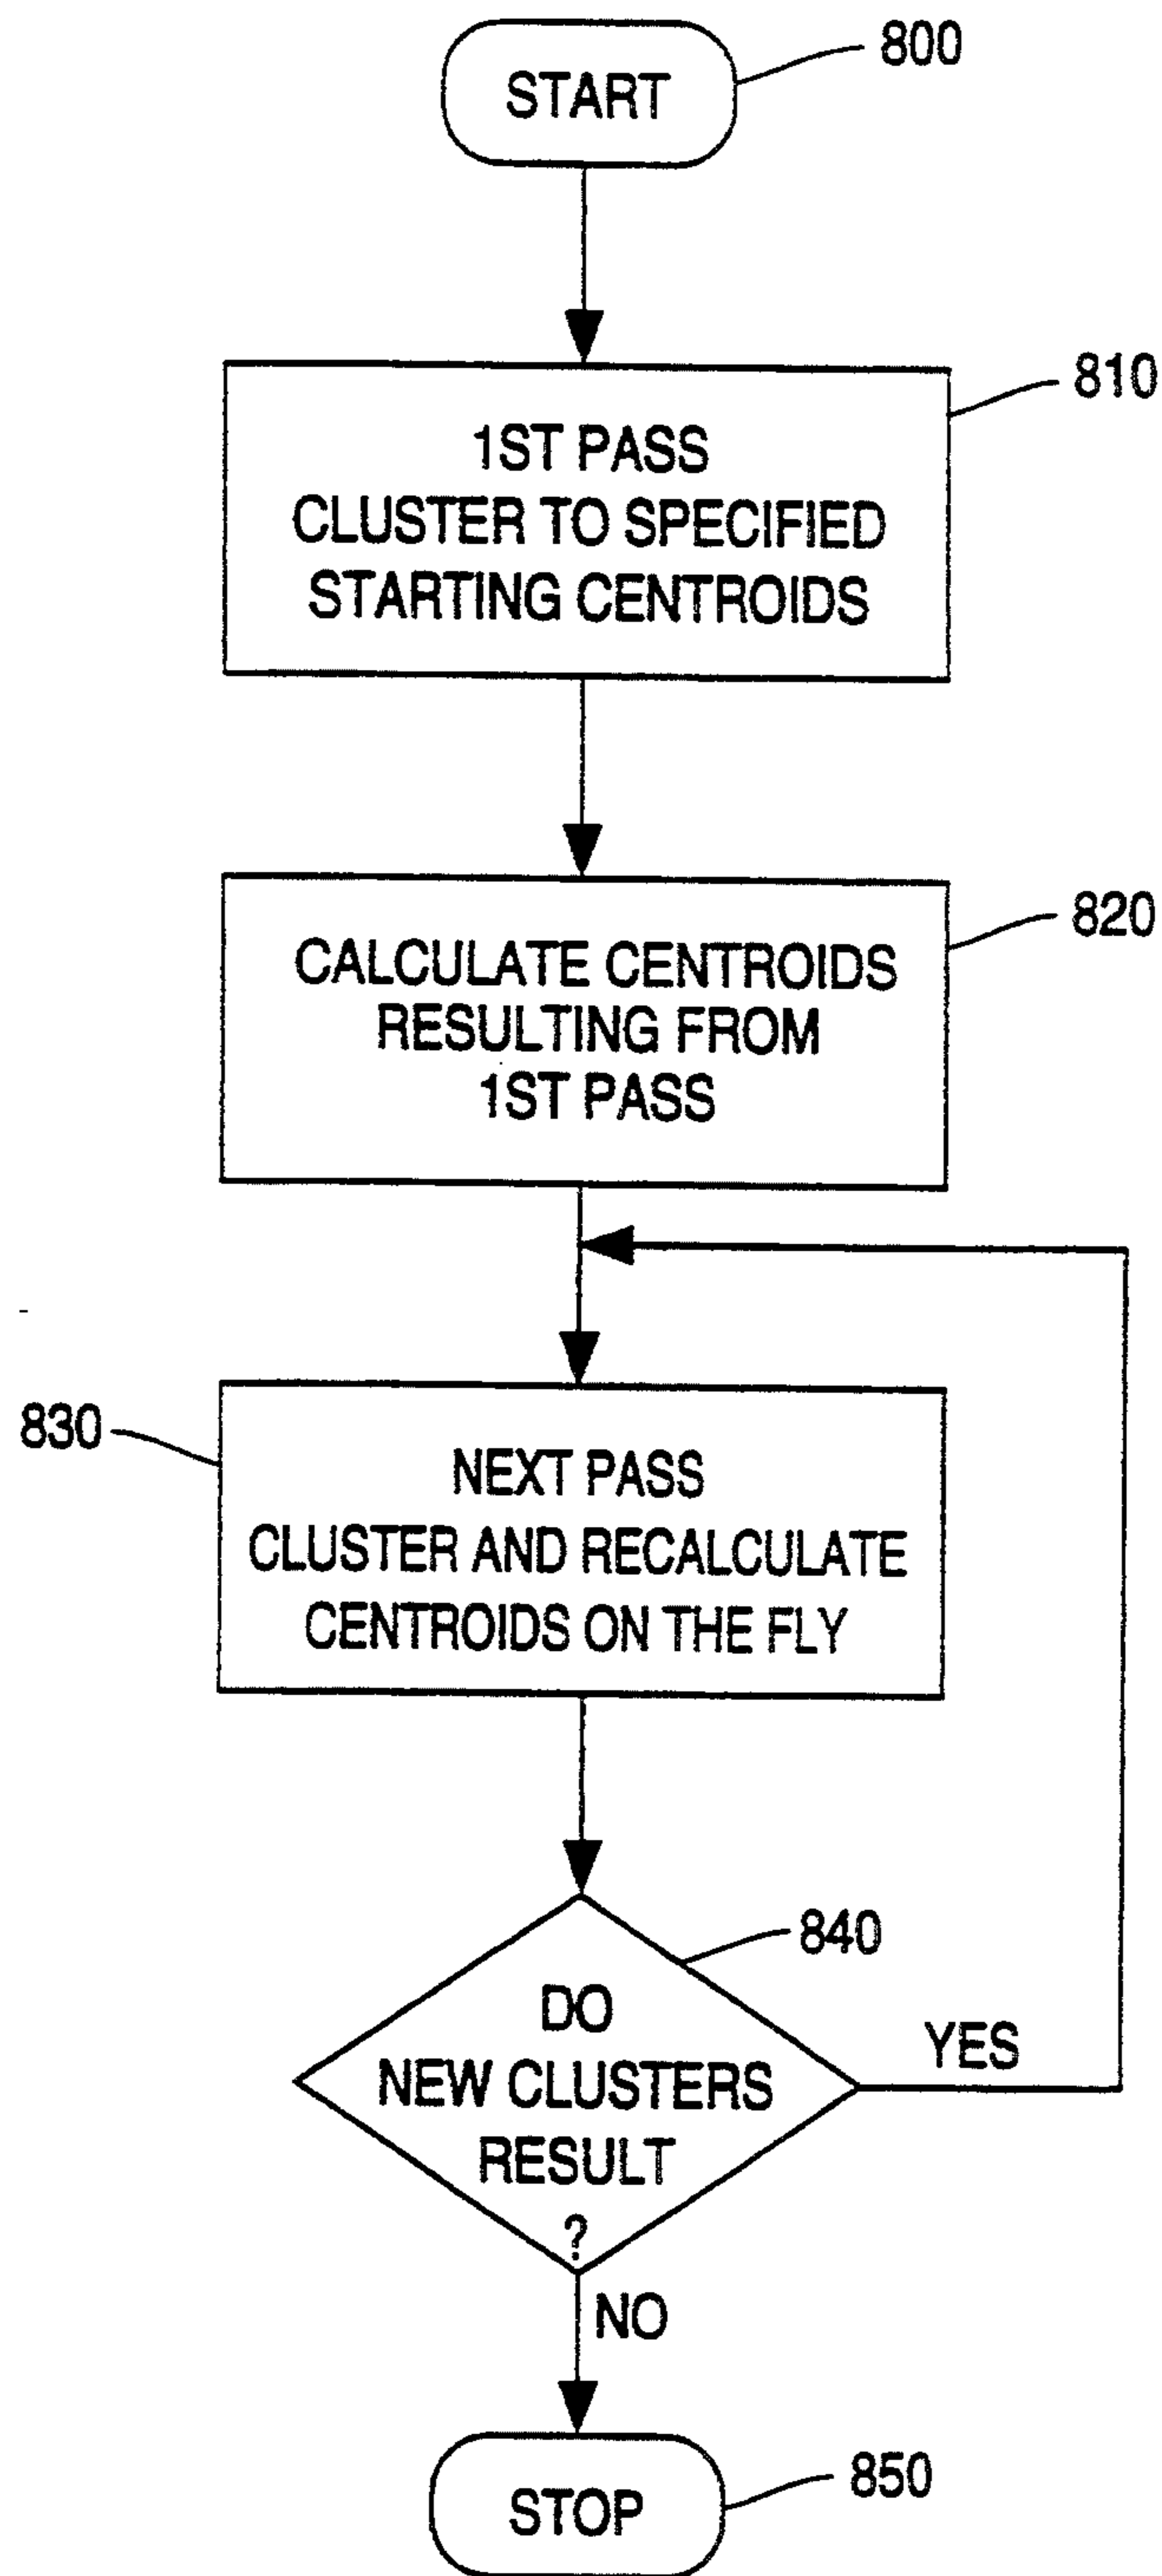 START
800
810
1ST PASS
CLUSTER TO SPECIFIED
STARTING CENTROIDS
820
CALCULATE CENTROIDS
RESULTING FROM
1ST PASS
830
NEXT PASS
CLUSTER AND RECALCULATE
CENTROIDS ON THE FLY
840
DO
NEW CLUSTERS
RESULT
?
YES
NO
STOP
850